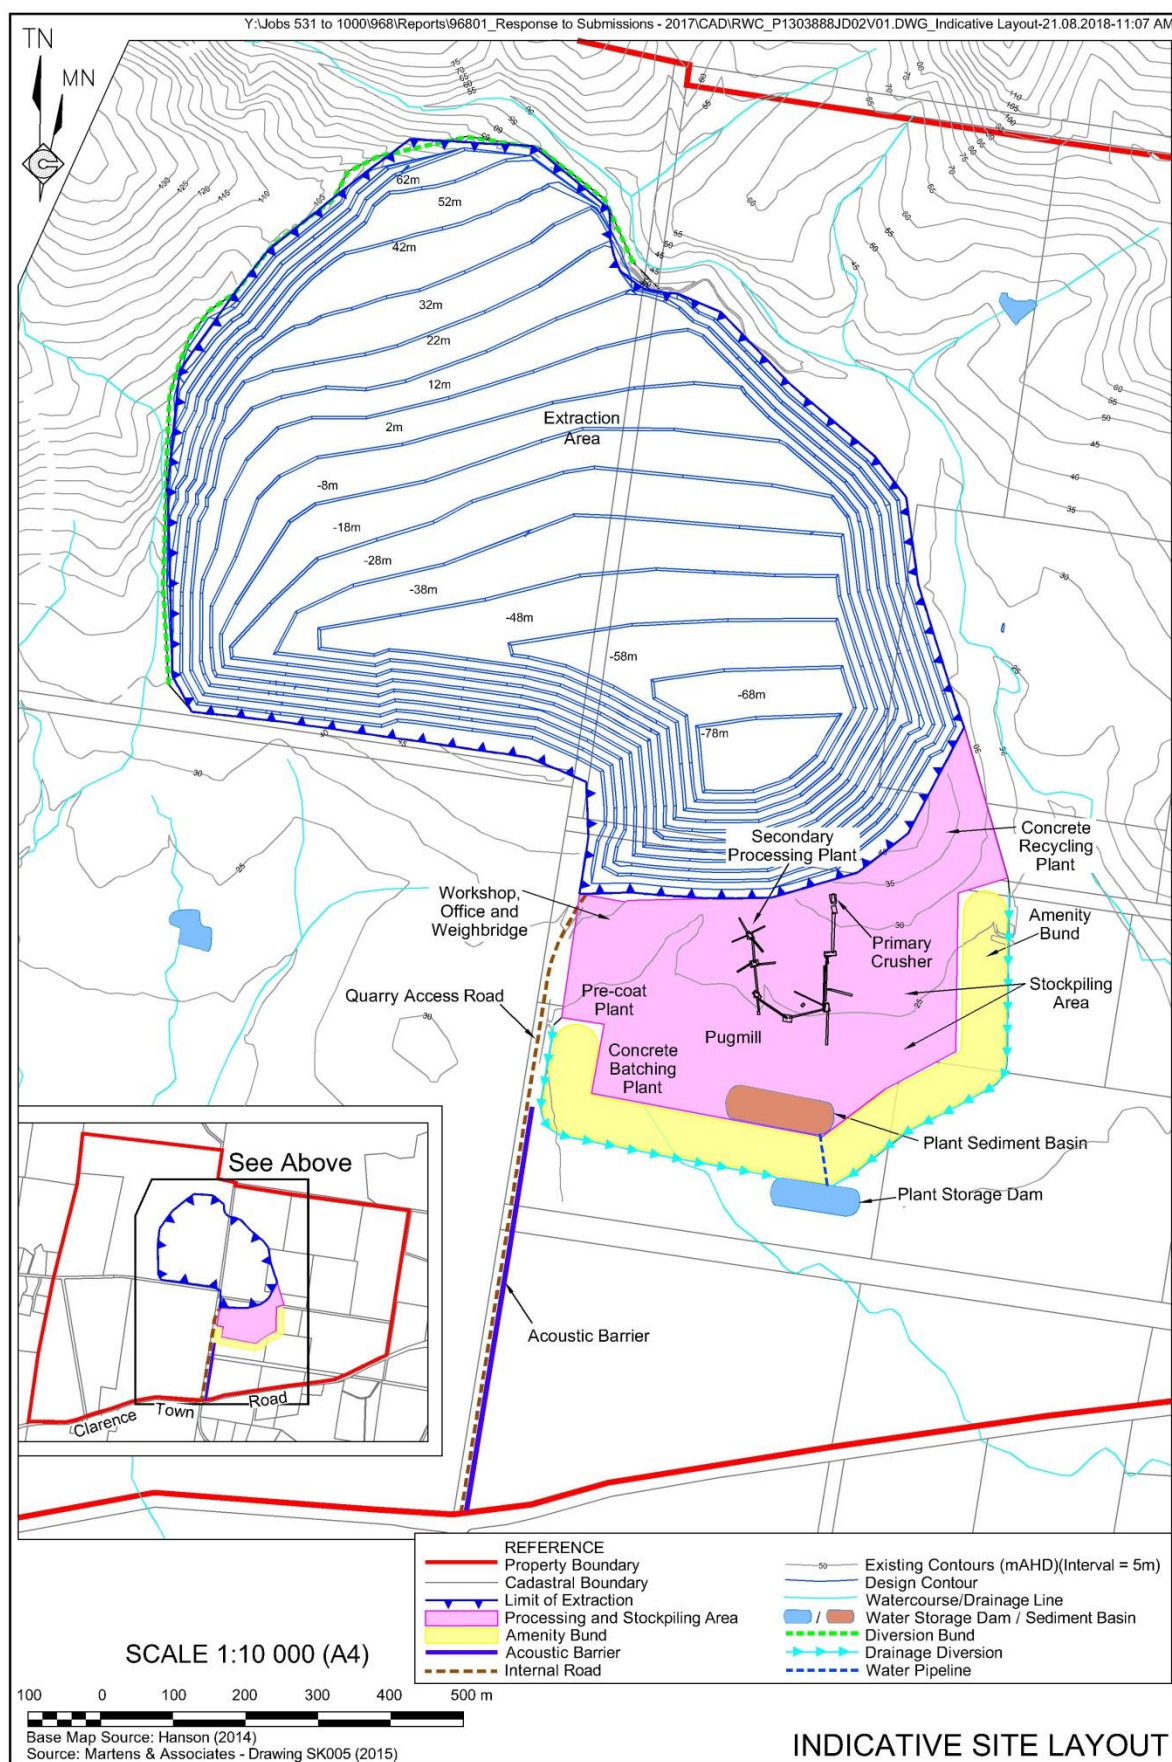 Y:\Jobs 531 to 1000\968\Reports\96801_Response to Submissions - 2017\CAD\RWC_P1303888JD02V01.DWG_Indicative Layout-21.08.2018-11:07 AM
TN
MN
62m
52m
42m
32m
22m
12m
2m
Extraction
Area
-8m
-18m
-28m
-38m
-48m
-58m
-68m
-78m
Secondary
Processing Plant
Concrete
Recycling
Plant
Workshop,
Office and
Weighbridge
Amenity
Bund
Primary
Crusher
Stockpiling
Area
Quarry Access Road
Pre-coat
Plant
Pugmill
Concrete
Batching
Plant
Plant Sediment Basin
Plant Storage Dam
Acoustic Barrier
See Above
Clarence Town Road
REFERENCE
Property Boundary
Cadastral Boundary
Limit of Extraction
Processing and Stockpiling Area
Amenity Bund
Acoustic Barrier
Internal Road
50 Existing Contours (mAHD)(Interval = 5m)
Design Contour
Watercourse/Drainage Line
/ Water Storage Dam / Sediment Basin
Diversion Bund
Drainage Diversion
Water Pipeline
SCALE 1:10 000 (A4)
100 0 100 200 300 400 500 m
Base Map Source: Hanson (2014)
Source: Martens & Associates - Drawing SK005 (2015)
INDICATIVE SITE LAYOUT